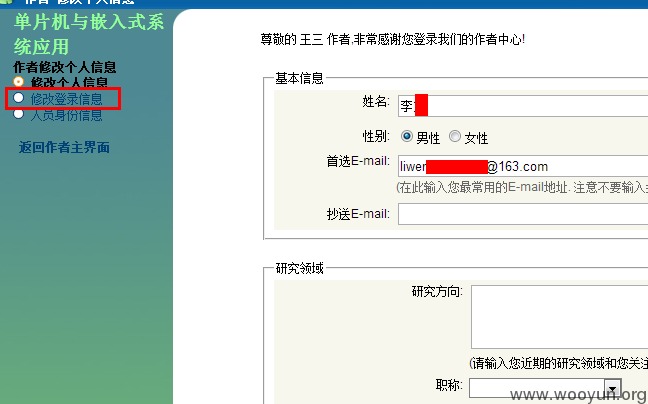 作者-修改个人信息
单片机与嵌入式系
统应用
作者修改个人信息
修改个人信息
修改登录信息
人员身份信息
返回作者主界面
尊敬的 王三 作者,非常感谢您登录我们的作者中心!
基本信息
姓名:
李
性别:
男性
女性
首选E-mail:
liwer
@163.com
(在此输入您最常用的E-mail地址. 注意不要输入
抄送E-mail:
研究领域
研究方向:
(请输入您近期的研究领域和您关注
职称:
www.wooyun.org